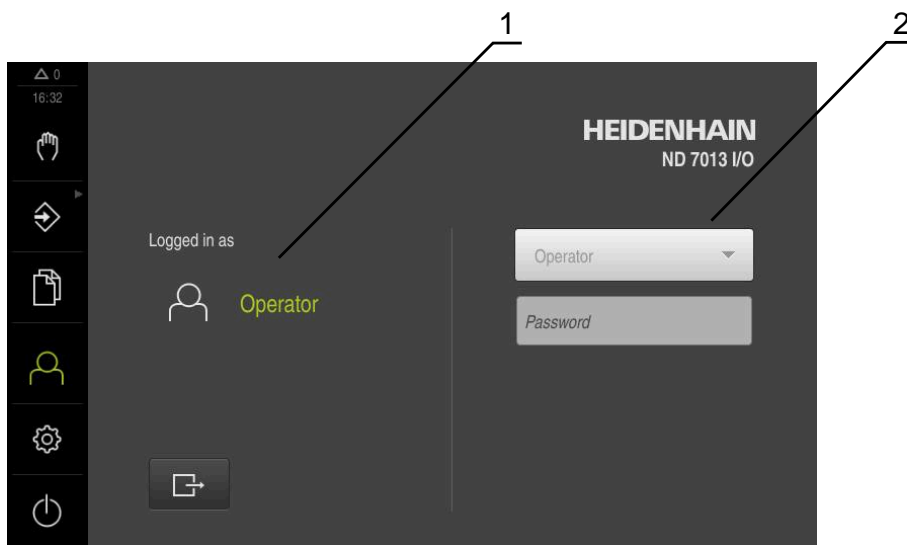 1
2
0
16:32
HEIDENHAIN
ND 7013 I/O
Logged in as
Operator
Operator
Password